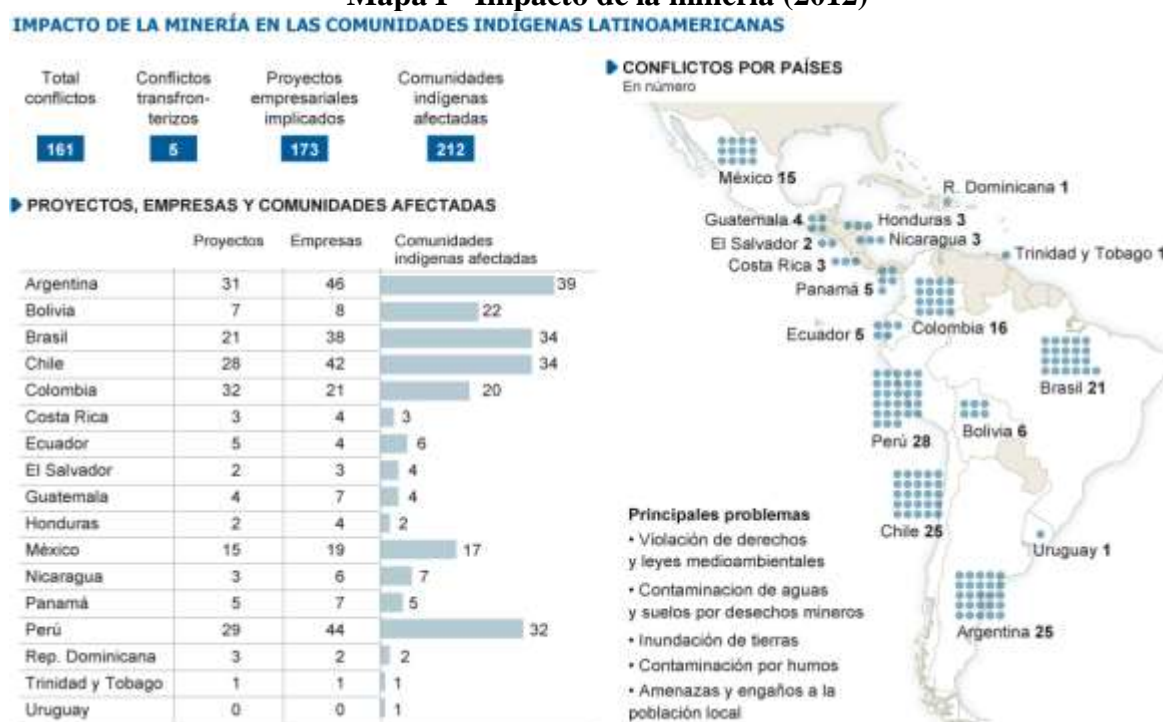 Mapa I - Impacto de la minería (2012)
IMPACTO DE LA MINERÍA EN LAS COMUNIDADES INDÍGENAS LATINOAMERICANAS
Total conflictos
161
Conflictos transfron-terizos
5
Proyectos empresariales implicados
173
Comunidades indígenas afectadas
212
PROYECTOS, EMPRESAS Y COMUNIDADES AFECTADAS
Proyectos Empresas Comunidades indígenas afectadas
Argentina 31 46 39
Bolivia 7 8 22
Brasil 21 38 34
Chile 28 42 34
Colombia 32 21 20
Costa Rica 3 4 3
Ecuador 5 4 6
El Salvador 2 3 4
Guatemala 4 7 4
Honduras 2 4 2
México 15 19 17
Nicaragua 3 6 7
Panamá 5 7 5
Perú 29 44 32
Rep. Dominicana 3 2 2
Trinidad y Tobago 1 1 1
Uruguay 0 0 1
CONFLICTOS POR PAÍSES
En número
México 15
R. Dominicana 1
Guatemala 4
Honduras 3
El Salvador 2
Nicaragua 3
Costa Rica 3
Trinidad y Tobago 1
Panamá 5
Colombia 16
Ecuador 5
Brasil 21
Perú 28
Bolivia 6
Chile 25
Uruguay 1
Argentina 25
Principales problemas
• Violación de derechos
y leyes medioambientales
• Contaminacion de aguas
y suelos por desechos mineros
• Inundación de tierras
• Contaminación por humos
• Amenazas y engaños a la
población local